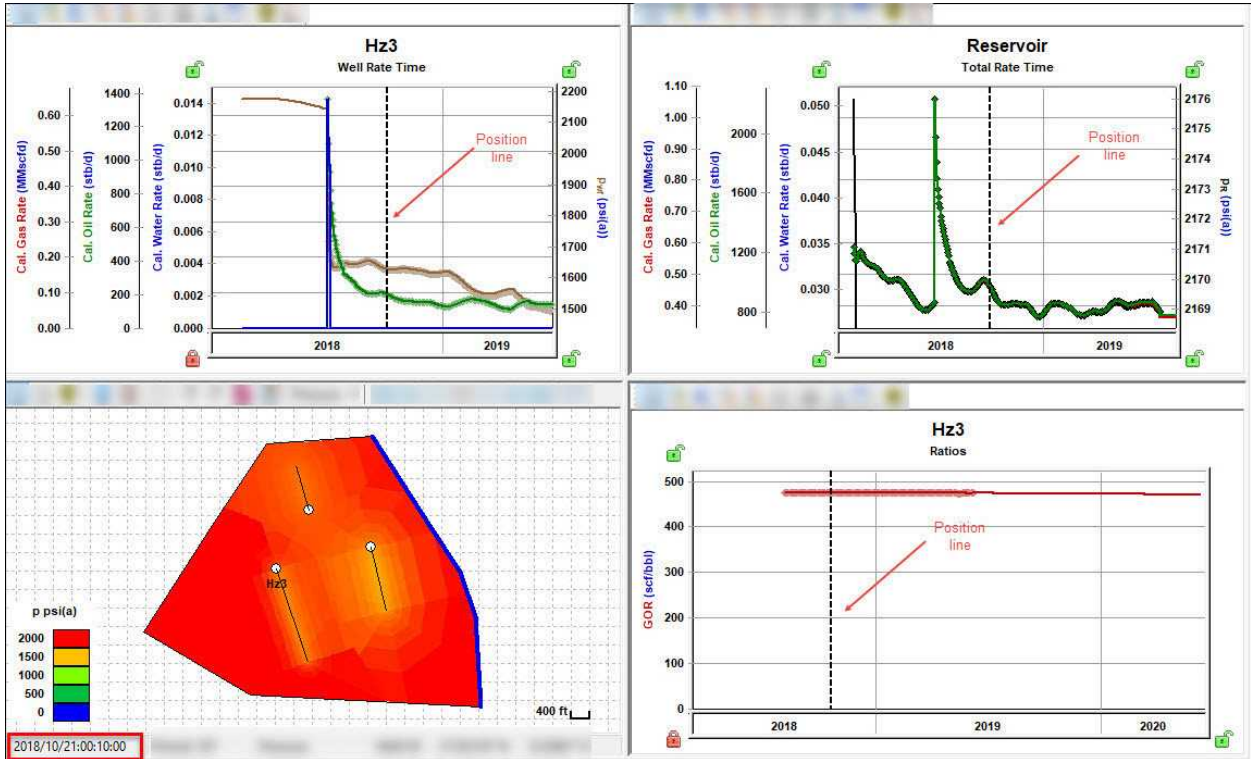 Hz3
Well Rate Time
Cal. Gas Rate (MMscfd)
0.60
0.50
0.40
0.30
0.20
0.10
0.00
Cal. Oil Rate (stb/d)
1400
1200
1000
800
600
400
200
0
Cal. Water Rate (stb/d)
0.014
0.012
0.010
0.008
0.006
0.004
0.002
0.000
Position
line
2200
2100
2000
1900
1800
1700
1600
1500
pwf (psi(a))
2018 2019
Reservoir
Total Rate Time
Cal. Gas Rate (MMscfd)
1.10
1.00
0.90
0.80
0.70
0.60
0.50
0.40
Cal. Oil Rate (stb/d)
2000
1600
1200
800
Cal. Water Rate (stb/d)
0.050
0.045
0.040
0.035
0.030
Position
line
2176
2175
2174
2173
2172
2171
2170
2169
pR (psi(a))
2018 2019
Hz3
p psi(a)
2000
1500
1000
500
0
400 ft
2018/10/21:00:10:00
Hz3
Ratios
GOR (scf/bbl)
500
400
300
200
100
0
Position
line
2018 2019 2020